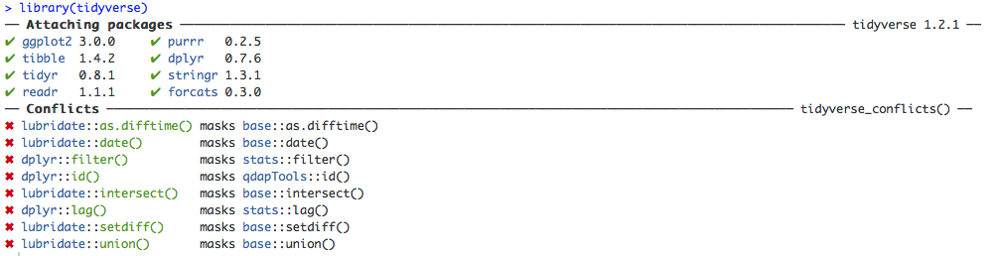 > library(tidyverse)
── Attaching packages ──────────────────────────────── tidyverse 1.2.1 ──
✔ ggplot2 3.0.0     ✔ purrr   0.2.5
✔ tibble  1.4.2     ✔ dplyr   0.7.6
✔ tidyr   0.8.1     ✔ stringr 1.3.1
✔ readr   1.1.1     ✔ forcats 0.3.0
── Conflicts ──────────────────────────────── tidyverse_conflicts() ──
✖ lubridate::as.difftime() masks base::as.difftime()
✖ lubridate::date()        masks base::date()
✖ dplyr::filter()          masks stats::filter()
✖ dplyr::id()              masks qdapTools::id()
✖ lubridate::intersect()   masks base::intersect()
✖ dplyr::lag()             masks stats::lag()
✖ lubridate::setdiff()     masks base::setdiff()
✖ lubridate::union()       masks base::union()